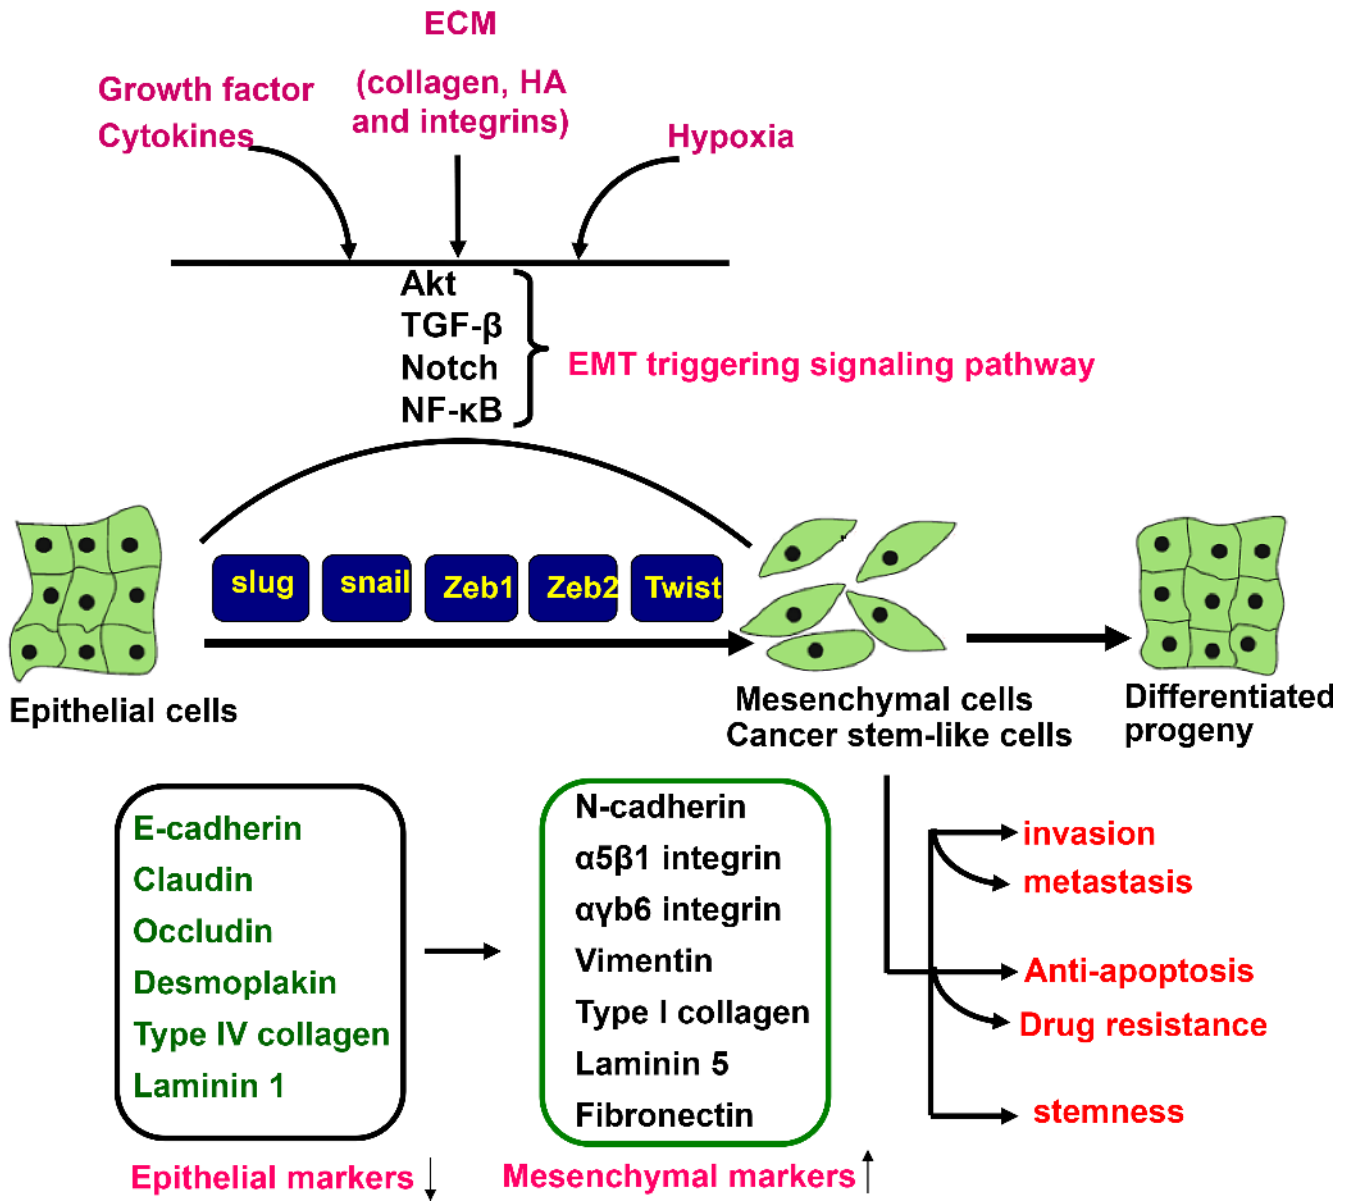 ECM
(collagen, HA
and integrins)
Growth factor
Cytokines
Hypoxia
Akt
TGF-β
Notch
NF-κB
EMT triggering signaling pathway
slug
snail
Zeb1
Zeb2
Twist
Epithelial cells
Mesenchymal cells
Cancer stem-like cells
Differentiated
progeny
E-cadherin
Claudin
Occludin
Desmoplakin
Type IV collagen
Laminin 1
Epithelial markers
N-cadherin
α5β1 integrin
αγb6 integrin
Vimentin
Type I collagen
Laminin 5
Fibronectin
Mesenchymal markers
invasion
metastasis
Anti-apoptosis
Drug resistance
stemness